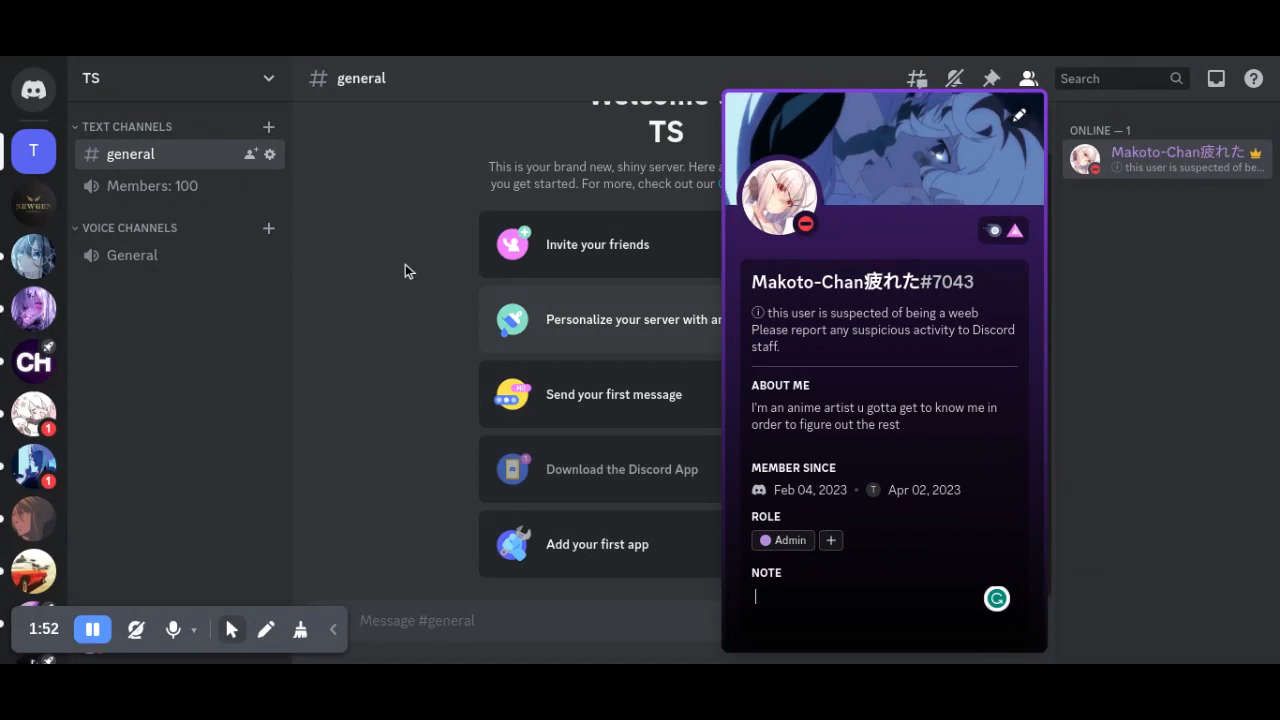 TS
TEXT CHANNELS
general
Members: 100
VOICE CHANNELS
General
T
NEWGEN
CH
1
1
1:52
general
Search
TS
This is your brand new, shiny server. Here a
you get started. For more, check out our
Invite your friends
Personalize your server with an
Send your first message
Download the Discord App
Add your first app
Message #general
Makoto-Chan疲れた#7043
ⓘ this user is suspected of being a weeb
Please report any suspicious activity to Discord
staff.
ABOUT ME
I'm an anime artist u gotta get to know me in
order to figure out the rest
MEMBER SINCE
Feb 04, 2023 • T Apr 02, 2023
ROLE
Admin
NOTE
ONLINE — 1
Makoto-Chan疲れた
ⓘ this user is suspected of be...